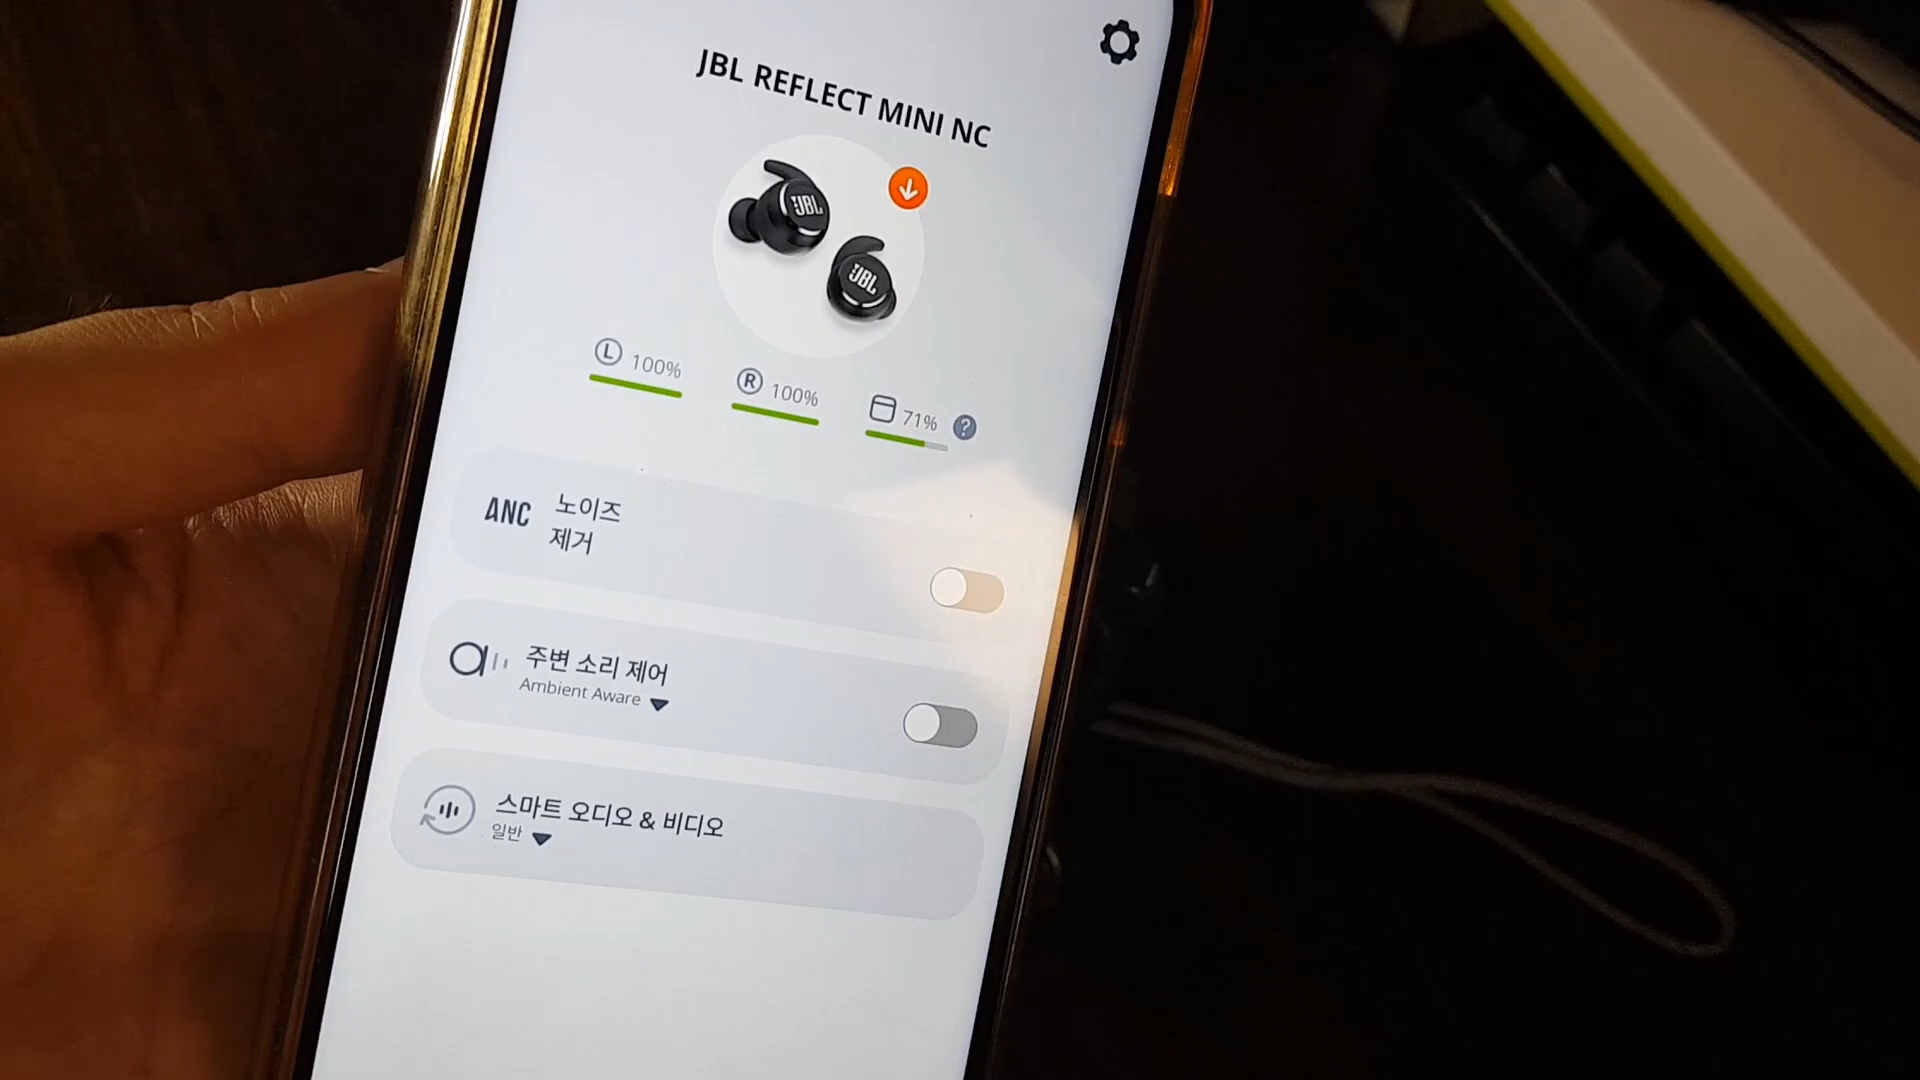 JBL REFLECT MINI NC
JBL
JBL
L 100%
R 100%
71% ?
ANC 노이즈
제거
주변 소리 제어
Ambient Aware
스마트 오디오 & 비디오
일반